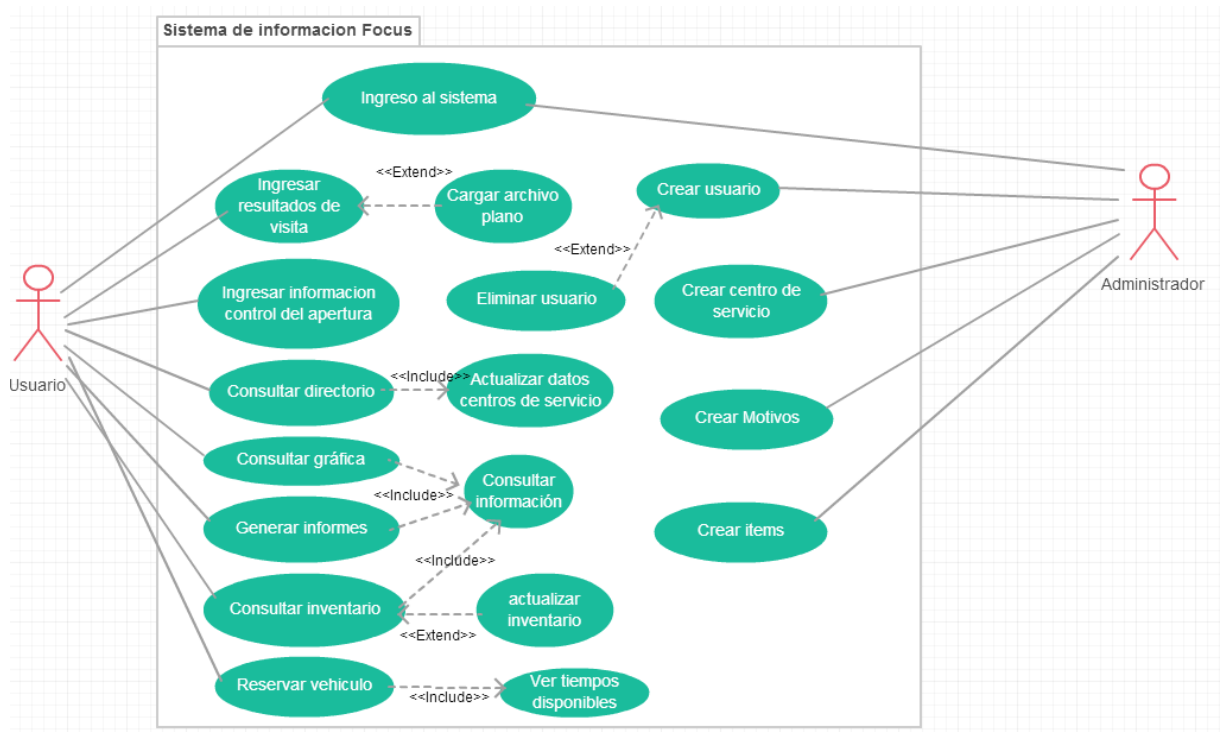 Sistema de informacion Focus
Ingreso al sistema
<<Extend>>
Ingresar
resultados de
visita
Cargar archivo
plano
Crear usuario
<<Extend>>
Eliminar usuario
Ingresar informacion
control del apertura
Crear centro de
servicio
Administrador
Usuario
Consultar directorio
<<Include>>
Actualizar datos
centros de servicio
Crear Motivos
Consultar gráfica
<<Include>>
Consultar
información
Generar informes
Crear items
<<Include>>
Consultar inventario
actualizar
inventario
<<Extend>>
Reservar vehiculo
<<Include>>
Ver tiempos
disponibles